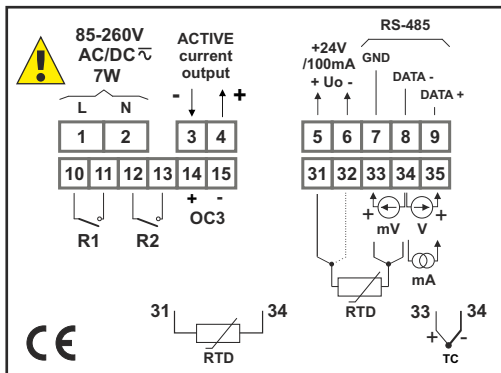 85-260V
AC/DC
7W
L N
ACTIVE
current
output
- +
+24V
/100mA
+ Uo -
RS-485
GND
DATA -
DATA +
1 2 3 4
5 6 7 8 9
10 11 12 13 14 15
31 32 33 34 35
R1 R2
+ -
OC3
+ mV
V +
mA
RTD
31 34
RTD
33 34
+ -
TC
CE